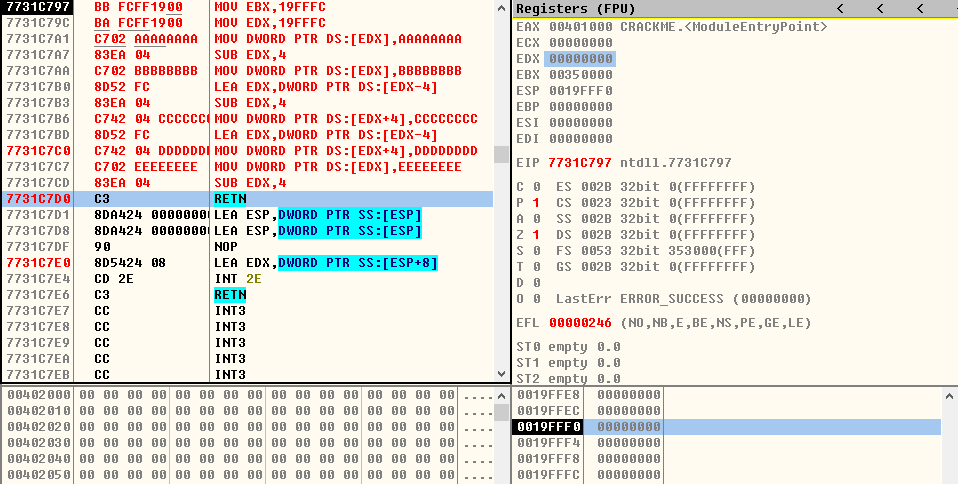 7731C797 BB FCFF1900 MOV EBX,19FFFC
7731C79C BA FCFF1900 MOV EDX,19FFFC
7731C7A1 C702 AAAAAAAA MOV DWORD PTR DS:[EDX],AAAAAAAA
7731C7A7 83EA 04 SUB EDX,4
7731C7AA C702 BBBBBBBB MOV DWORD PTR DS:[EDX],BBBBBBBB
7731C7B0 8D52 FC LEA EDX,DWORD PTR DS:[EDX-4]
7731C7B3 83EA 04 SUB EDX,4
7731C7B6 C742 04 CCCCCCC MOV DWORD PTR DS:[EDX+4],CCCCCCCC
7731C7BD 8D52 FC LEA EDX,DWORD PTR DS:[EDX-4]
7731C7C0 C742 04 DDDDDDD MOV DWORD PTR DS:[EDX+4],DDDDDDDD
7731C7C7 C702 EEEEEEEE MOV DWORD PTR DS:[EDX],EEEEEEEE
7731C7CD 83EA 04 SUB EDX,4
7731C7D0 C3 RETN
7731C7D1 8DA424 0000000 LEA ESP,DWORD PTR SS:[ESP]
7731C7D8 8DA424 0000000 LEA ESP,DWORD PTR SS:[ESP]
7731C7DF 90 NOP
7731C7E0 8D5424 08 LEA EDX,DWORD PTR SS:[ESP+8]
7731C7E4 CD 2E INT 2E
7731C7E6 C3 RETN
7731C7E7 CC INT3
7731C7E8 CC INT3
7731C7E9 CC INT3
7731C7EA CC INT3
7731C7EB CC INT3
Registers (FPU) < < < <
EAX 00401000 CRACKME.<ModuleEntryPoint>
ECX 00000000
EDX 00000000
EBX 00350000
ESP 0019FFF0
EBP 00000000
ESI 00000000
EDI 00000000
EIP 7731C797 ntdll.7731C797
C 0 ES 002B 32bit 0(FFFFFFFF)
P 1 CS 0023 32bit 0(FFFFFFFF)
A 0 SS 002B 32bit 0(FFFFFFFF)
Z 1 DS 002B 32bit 0(FFFFFFFF)
S 0 FS 0053 32bit 353000(FFF)
T 0 GS 002B 32bit 0(FFFFFFFF)
D 0
O 0 LastErr ERROR_SUCCESS (00000000)
EFL 00000246 (NO,NB,E,BE,NS,PE,GE,LE)
ST0 empty 0.0
ST1 empty 0.0
ST2 empty 0.0
00402000 00 00 00 00 00 00 00 00 00 00 00 00 00 00 00 00 ....
00402010 00 00 00 00 00 00 00 00 00 00 00 00 00 00 00 00 ....
00402020 00 00 00 00 00 00 00 00 00 00 00 00 00 00 00 00 ....
00402030 00 00 00 00 00 00 00 00 00 00 00 00 00 00 00 00 ....
00402040 00 00 00 00 00 00 00 00 00 00 00 00 00 00 00 00 ....
00402050 00 00 00 00 00 00 00 00 00 00 00 00 00 00 00 00 ....
0019FFE8 00000000
0019FFEC 00000000
0019FFF0 00000000
0019FFF4 00000000
0019FFF8 00000000
0019FFFC 00000000